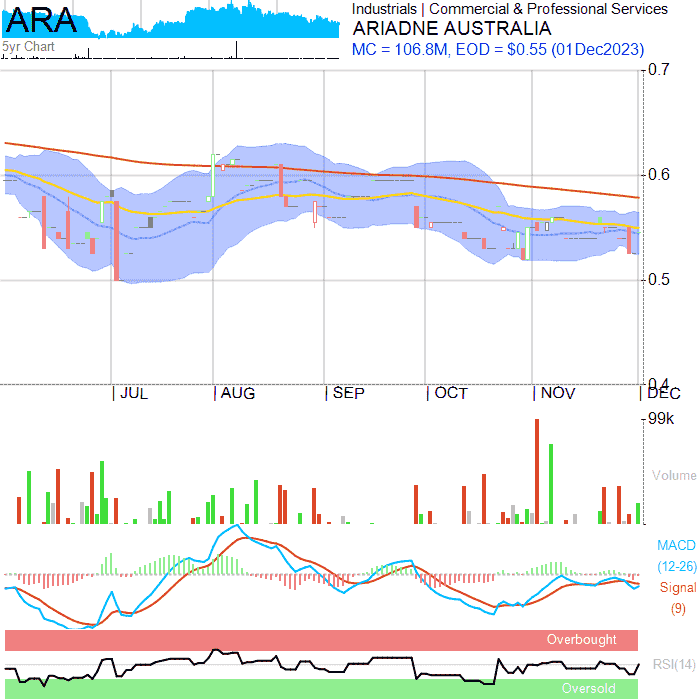 ARA
5yr Chart
Industrials | Commercial & Professional Services
ARIADNE AUSTRALIA
MC = 106.8M, EOD = $0.55 (01Dec2023)
0.7
0.6
0.5
0.4
JUL AUG SEP OCT NOV DEC
99k
Volume
MACD
(12-26)
Signal
(9)
Overbought
RSI(14)
Oversold